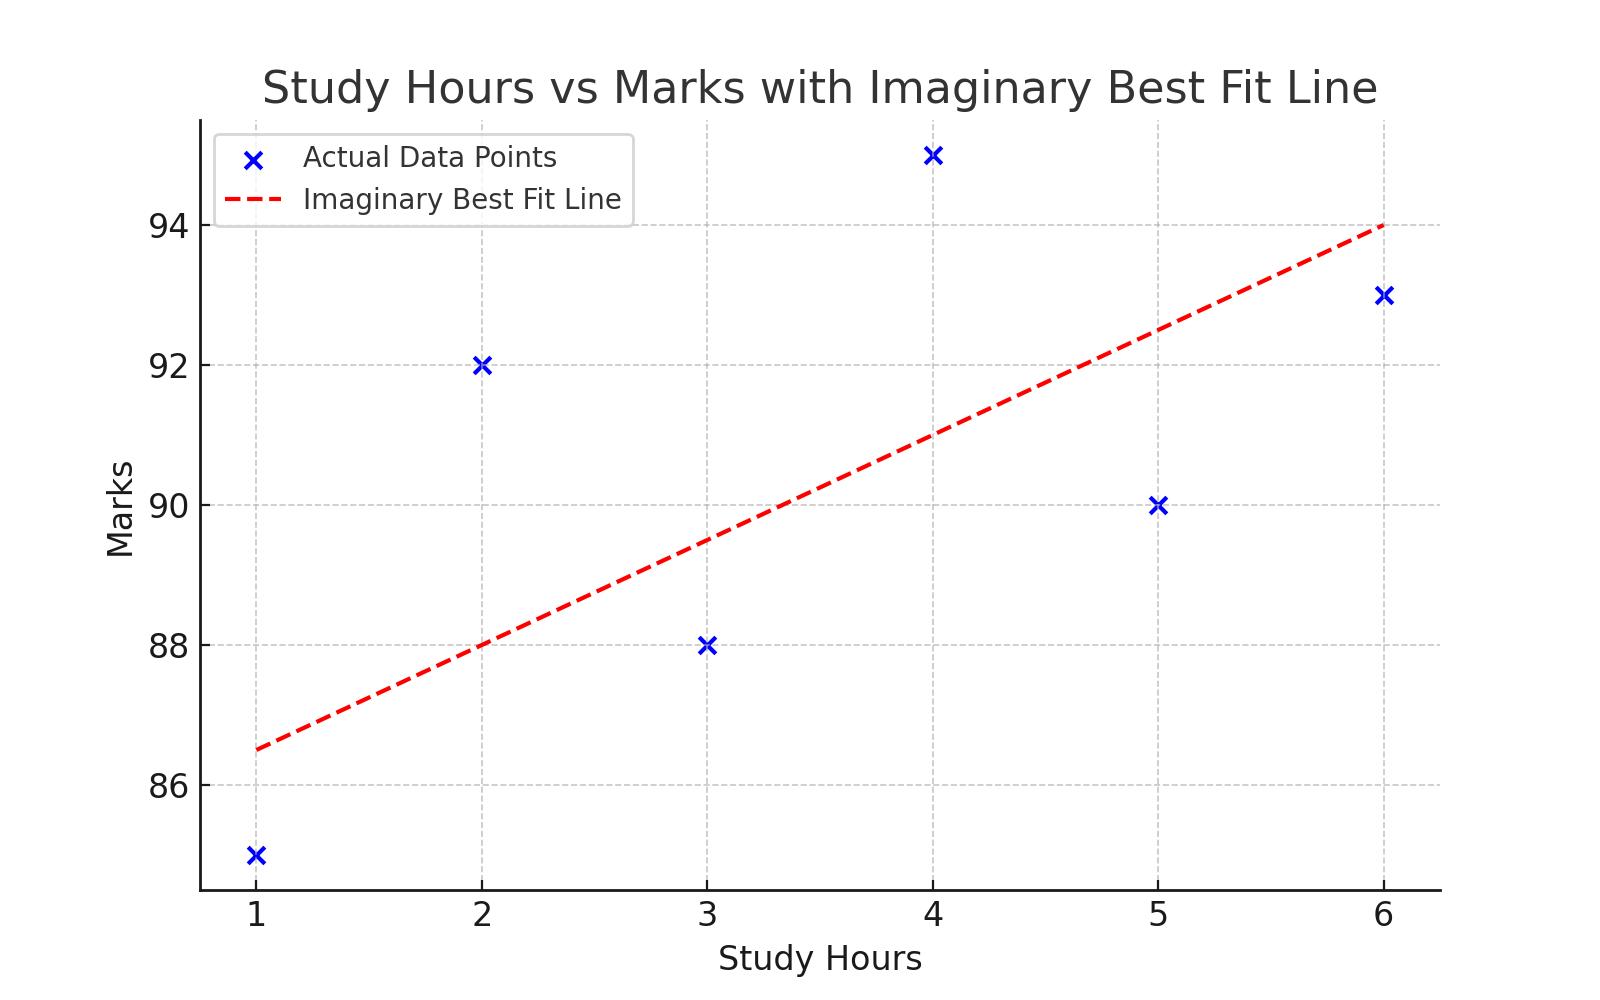 Study Hours vs Marks with Imaginary Best Fit Line
Actual Data Points
Imaginary Best Fit Line
94
92
90
88
86
Marks
1 2 3 4 5 6
Study Hours